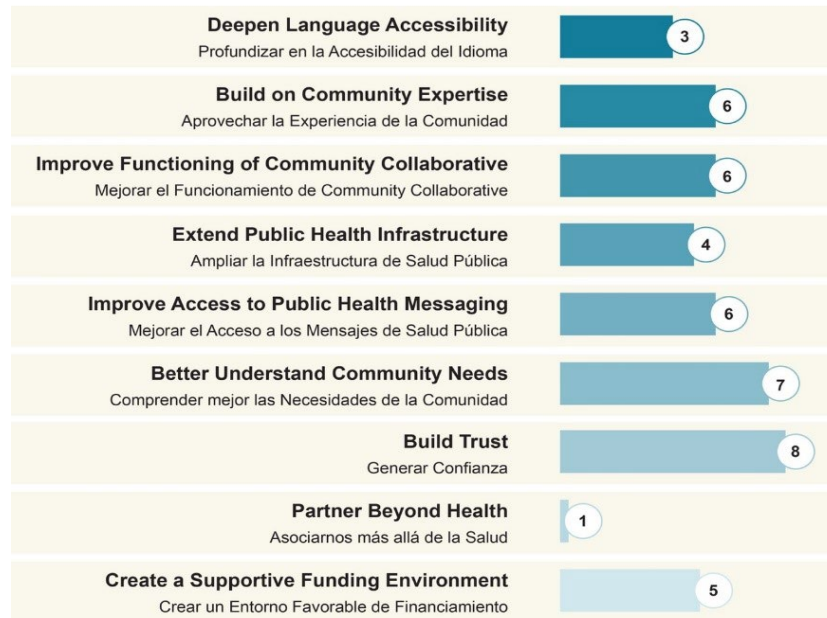 Deepen Language Accessibility
Profundizar en la Accesibilidad del Idioma
3
Build on Community Expertise
Aprovechar la Experiencia de la Comunidad
6
Improve Functioning of Community Collaborative
Mejorar el Funcionamiento de Community Collaborative
6
Extend Public Health Infrastructure
Ampliar la Infraestructura de Salud Pública
4
Improve Access to Public Health Messaging
Mejorar el Acceso a los Mensajes de Salud Pública
6
Better Understand Community Needs
Comprender mejor las Necesidades de la Comunidad
7
Build Trust
Generar Confianza
8
Partner Beyond Health
Asociarnos más allá de la Salud
1
Create a Supportive Funding Environment
Crear un Entorno Favorable de Financiamiento
5